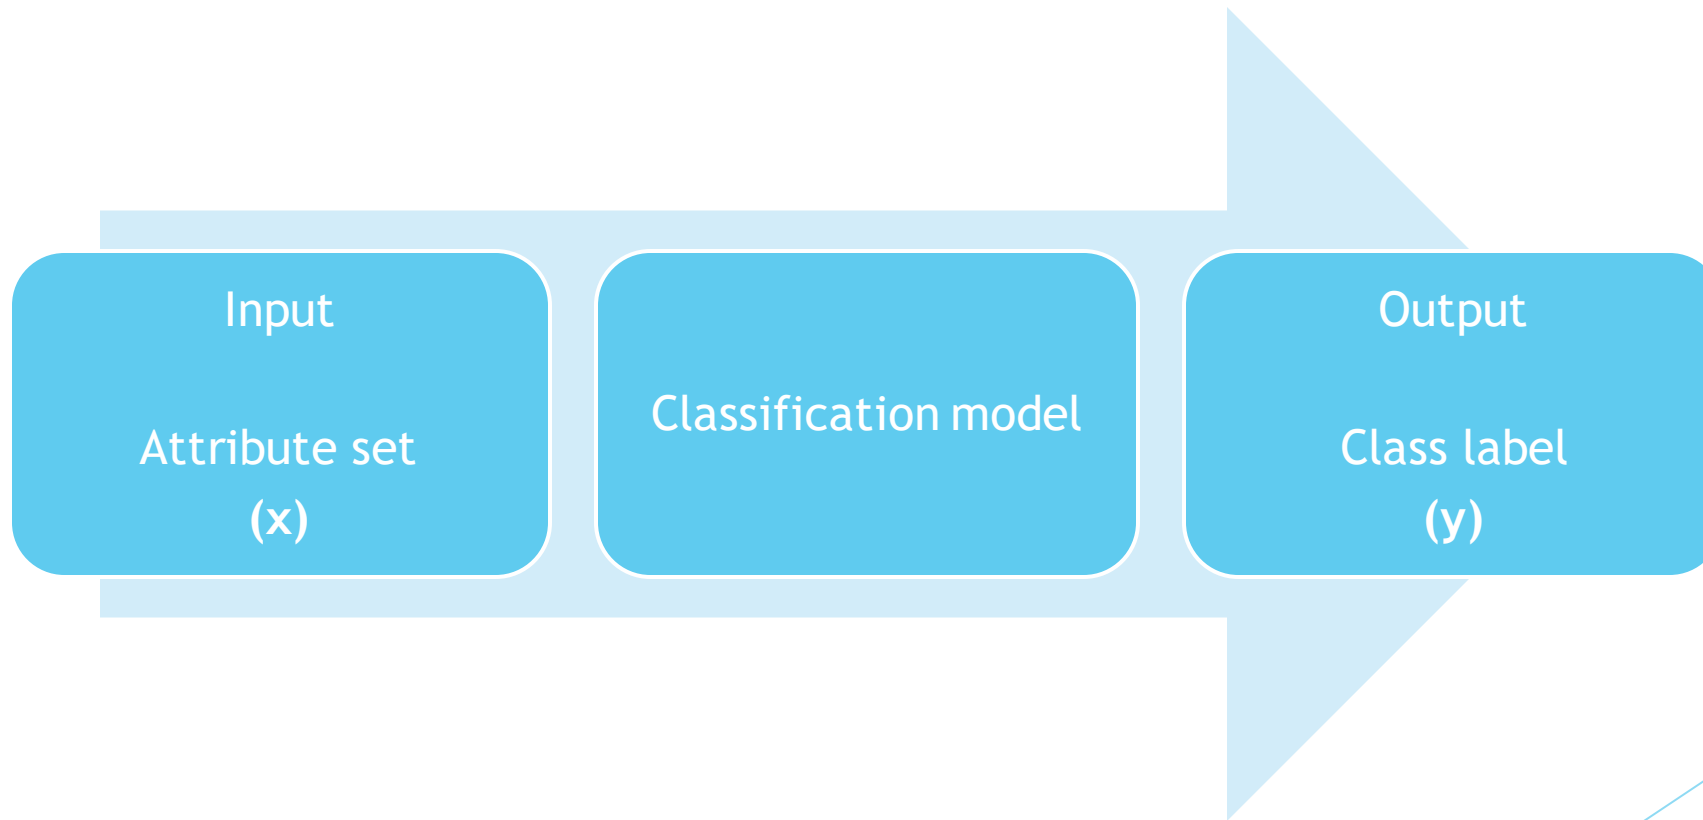 Input
Attribute set
(x)
Classification model
Output
Class label
(y)